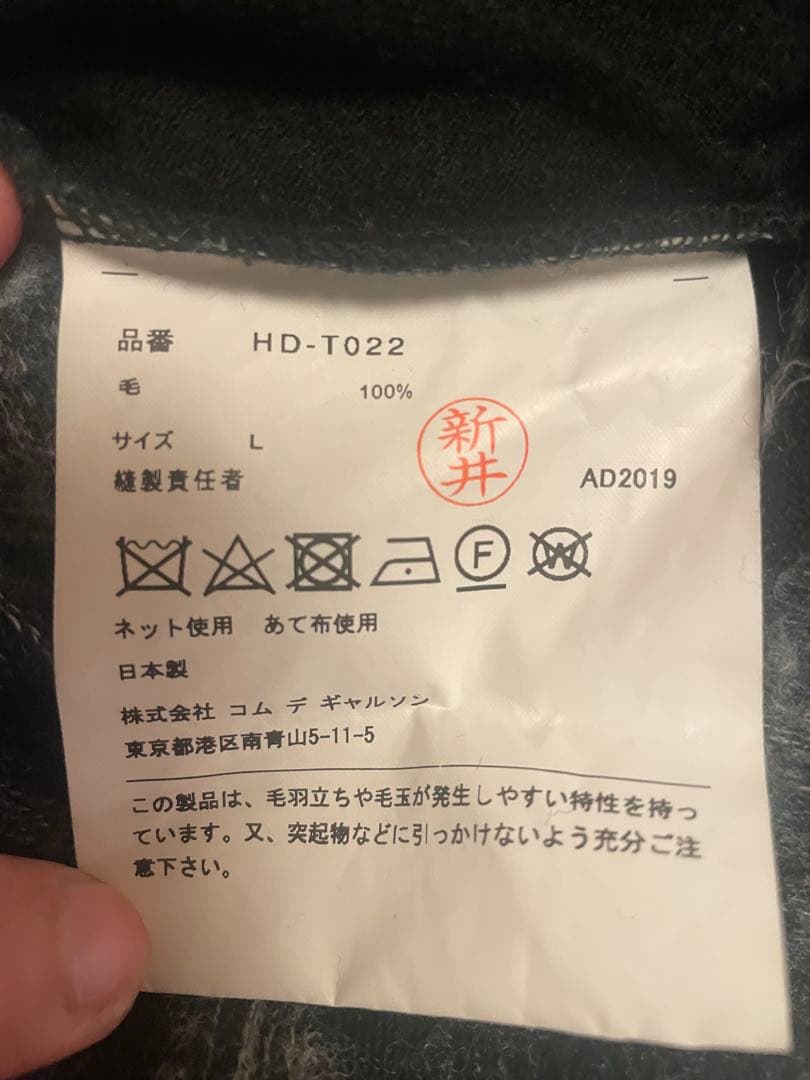 品番 HD-T022
毛 100%
サイズ L
縫製責任者 新井 AD2019
F W
ネット使用 あて布使用
日本製
株式会社 コム デ ギャルソン
東京都港区南青山5-11-5
この製品は、毛羽立ちや毛玉が発生しやすい特性を持っ
ています。又、突起物などに引っかけないよう充分ご注
意下さい。